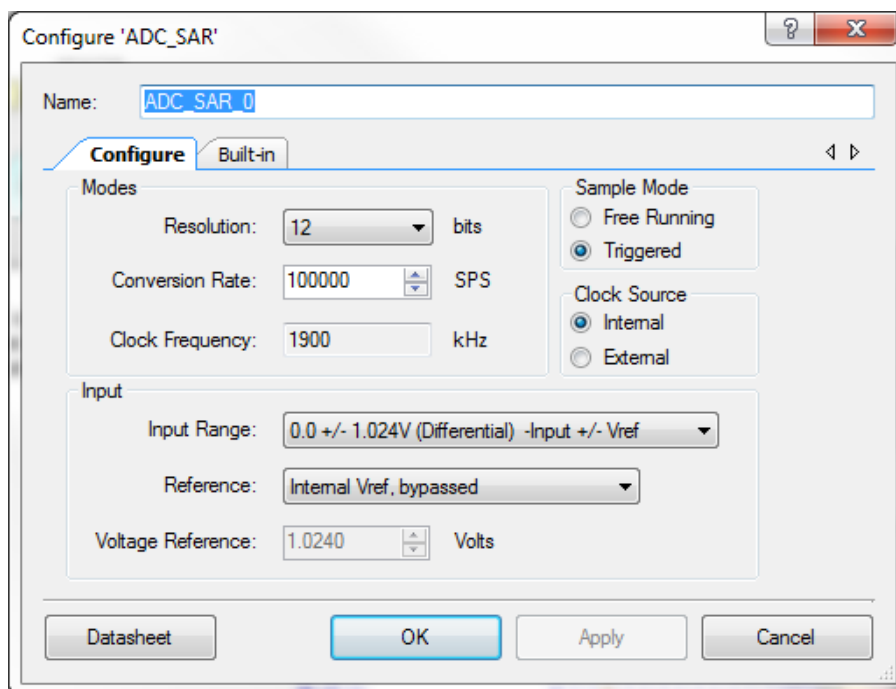 Configure 'ADC_SAR'
Name: ADC_SAR_0
Configure Built-in
Modes
Resolution: 12 bits
Conversion Rate: 100000 SPS
Clock Frequency: 1900 kHz
Sample Mode
Free Running
Triggered
Clock Source
Internal
External
Input
Input Range: 0.0 +/- 1.024V (Differential) -Input +/- Vref
Reference: Internal Vref, bypassed
Voltage Reference: 1.0240 Volts
Datasheet OK Apply Cancel